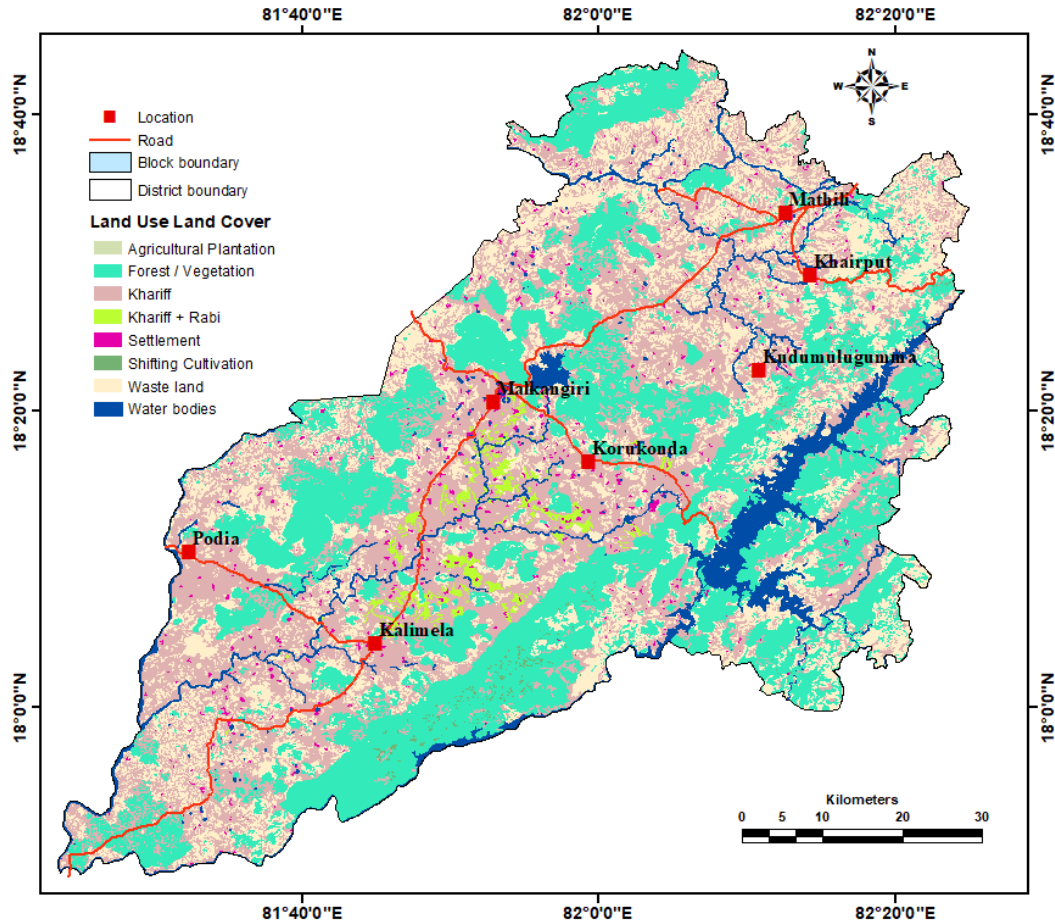 81°40'0"E 82°0'0"E 82°20'0"E
18°40'0"N
18°20'0"N
18°0'0"N
N
W E
S
Location
Road
Block boundary
District boundary
Land Use Land Cover
Agricultural Plantation
Forest / Vegetation
Khariff
Khariff + Rabi
Settlement
Shifting Cultivation
Waste land
Water bodies
Mathili
Khairput
Kudumulugumma
Malkangiri
Korukonda
Podia
Kalimela
18°40'0"N
18°20'0"N
18°0'0"N
Kilometers
0 5 10 20 30
81°40'0"E 82°0'0"E 82°20'0"E